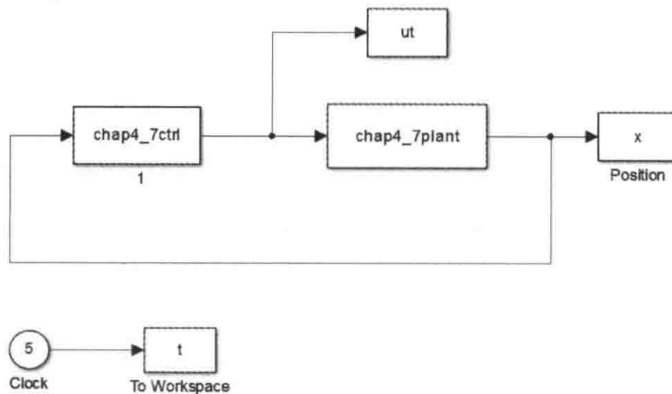 ut
chap4_7ctrl
chap4_7plant
x
1
Position
5
t
Clock
To Workspace